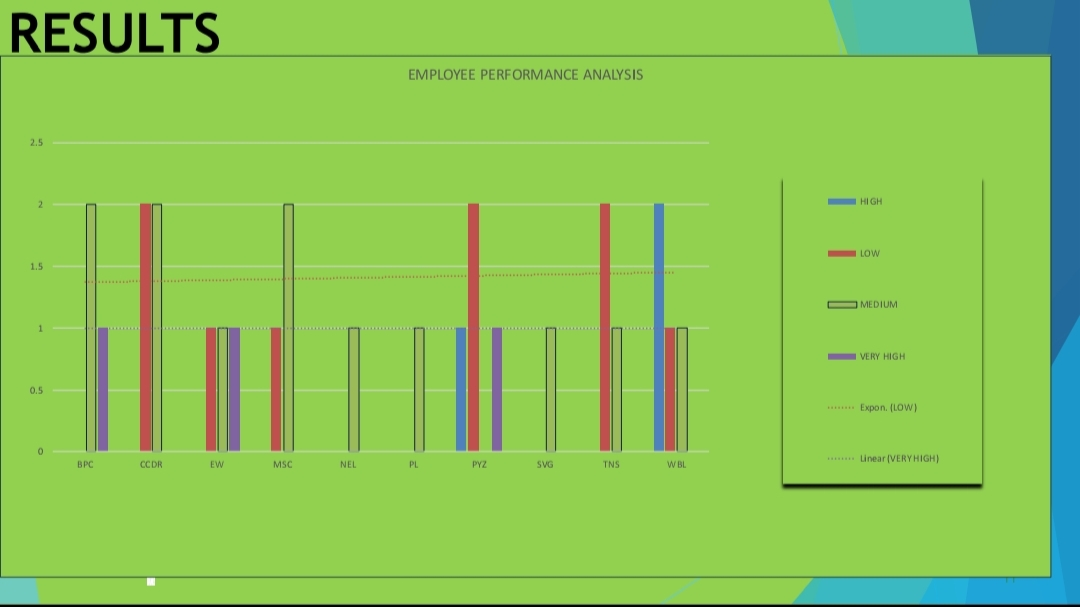 RESULTS
EMPLOYEE PERFORMANCE ANALYSIS
2.5
2
1.5
1
0.5
0
BPC CCDR EW MSC NEL PL PYZ SVG TNS WBL
HIGH
LOW
MEDIUM
VERY HIGH
Expon. (LOW)
Linear (VERY HIGH)